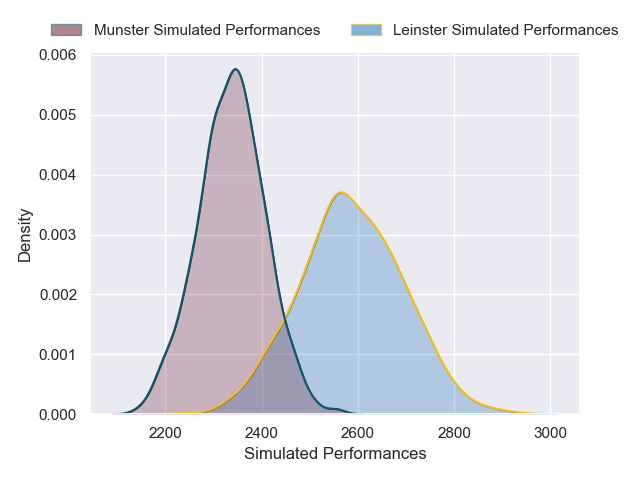 Munster Simulated Performances Leinster Simulated Performances
0.006
0.005
0.004
0.003
0.002
0.001
0.000
Density
2200 2400 2600 2800 3000
Simulated Performances